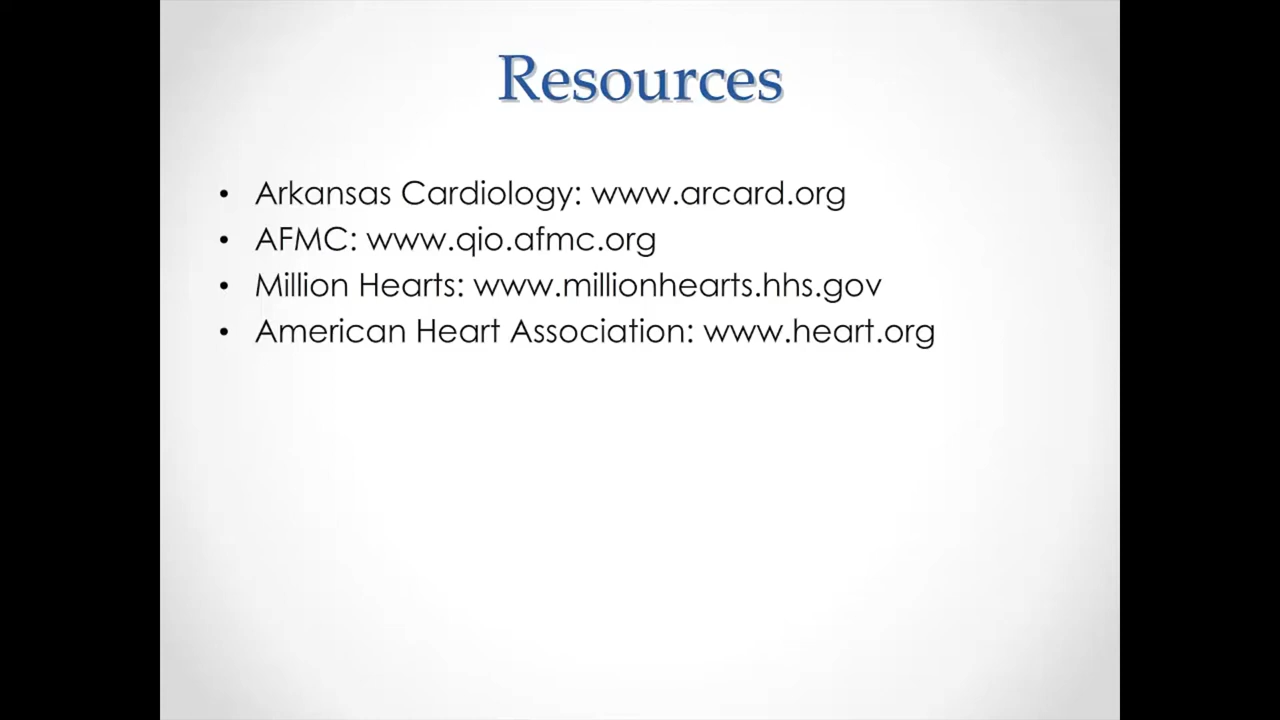 Resources
• Arkansas Cardiology: www.arcard.org
• AFMC: www.qio.afmc.org
• Million Hearts: www.millionhearts.hhs.gov
• American Heart Association: www.heart.org